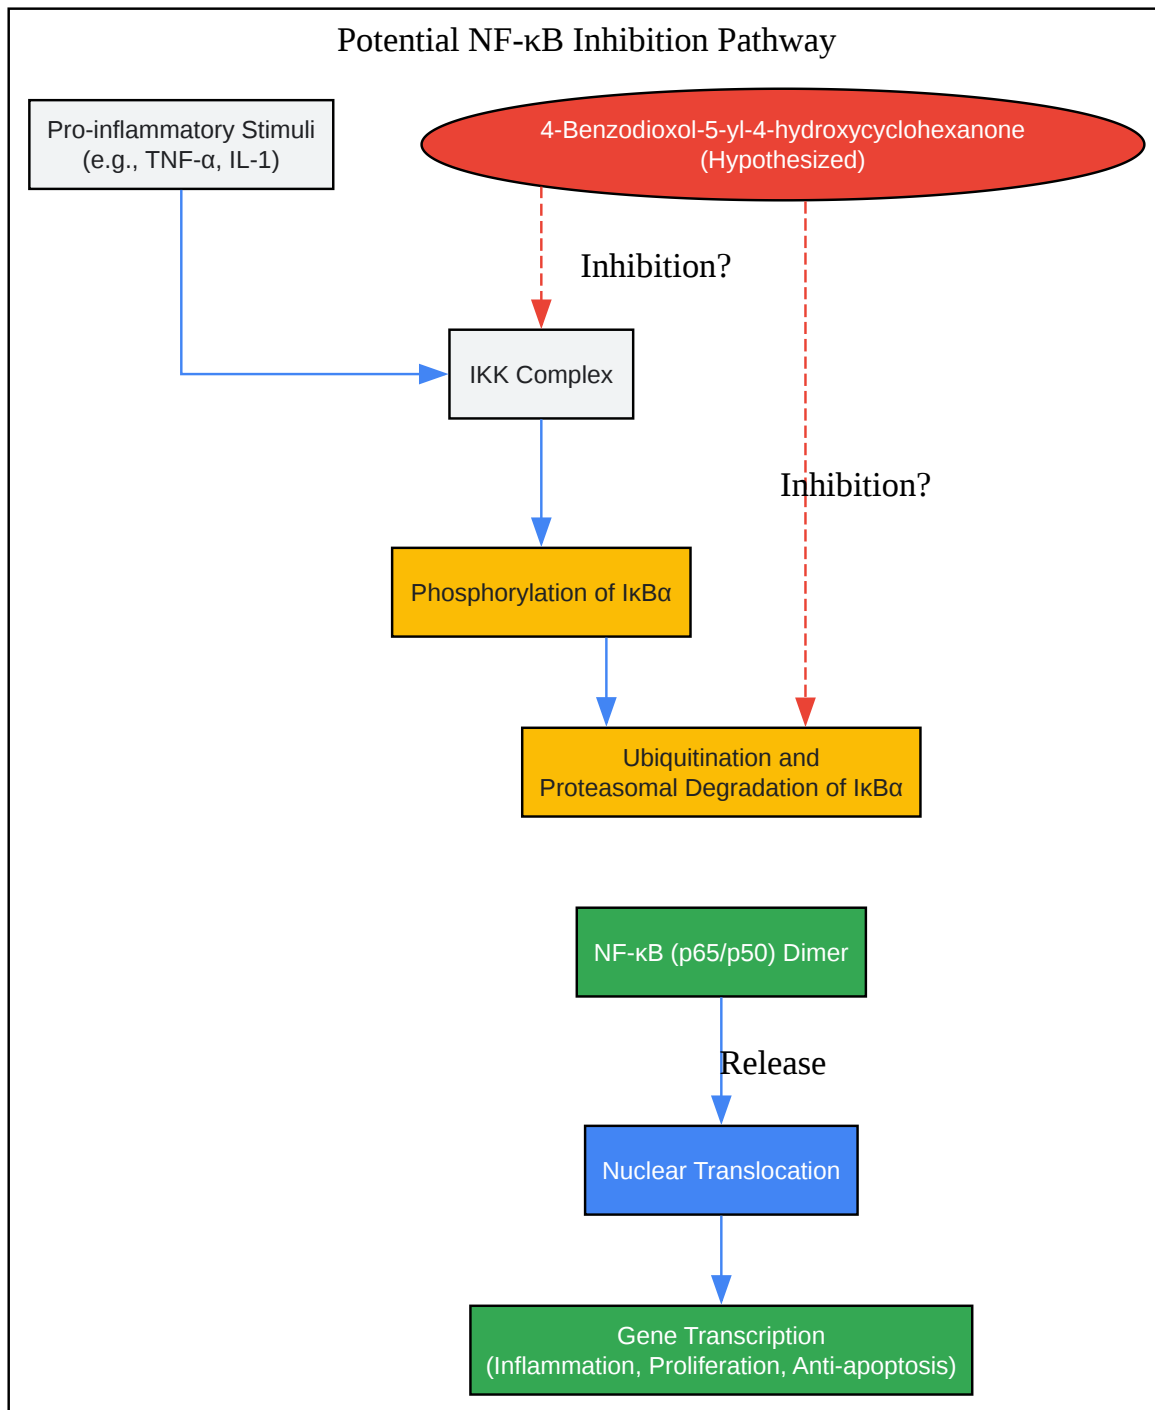 Potential NF-κB Inhibition Pathway
Pro-inflammatory Stimuli
(e.g., TNF-α, IL-1)
4-Benzodioxol-5-yl-4-hydroxycyclohexanone
(Hypothesized)
Inhibition?
IKK Complex
Inhibition?
Phosphorylation of IκBα
Ubiquitination and
Proteasomal Degradation of IκBα
NF-κB (p65/p50) Dimer
Release
Nuclear Translocation
Gene Transcription
(Inflammation, Proliferation, Anti-apoptosis)